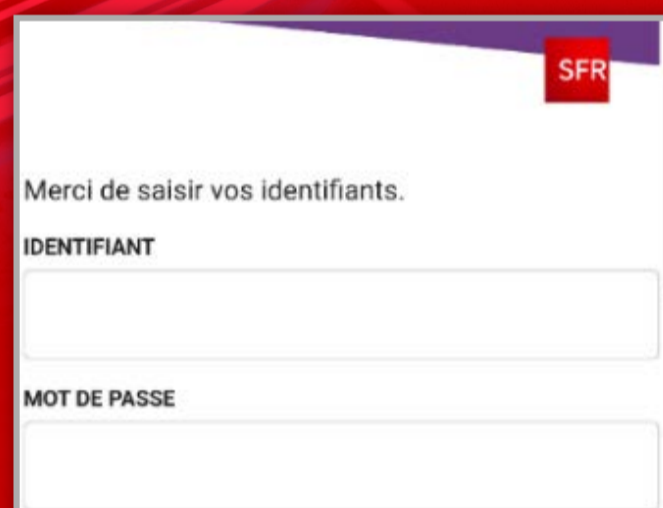 SFR
Merci de saisir vos identifiants.
IDENTIFIANT
MOT DE PASSE